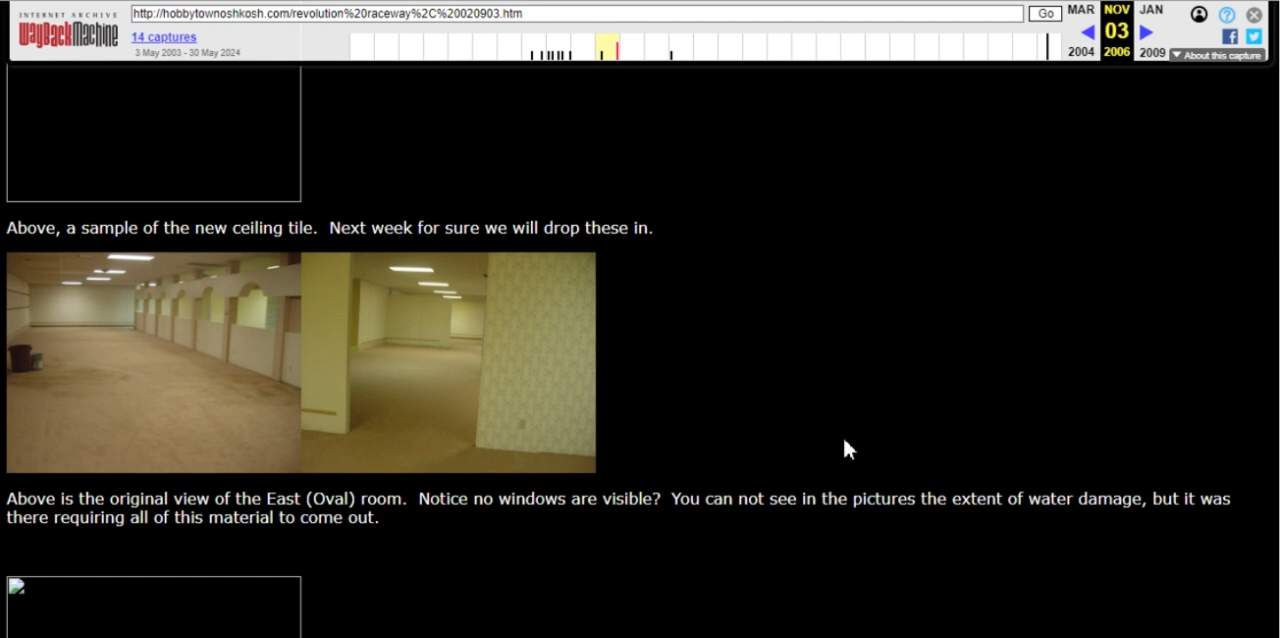 INTERNET ARCHIVE
WayBackMachine
http://hobbytownoshkosh.com/revolution%20raceway%2C%20020903.htm
Go
MAR NOV JAN
14 captures
03
3 May 2003 - 30 May 2024
2004 2006 2009
About this capture
Above, a sample of the new ceiling tile. Next week for sure we will drop these in.
Above is the original view of the East (Oval) room. Notice no windows are visible? You can not see in the pictures the extent of water damage, but it was
there requiring all of this material to come out.